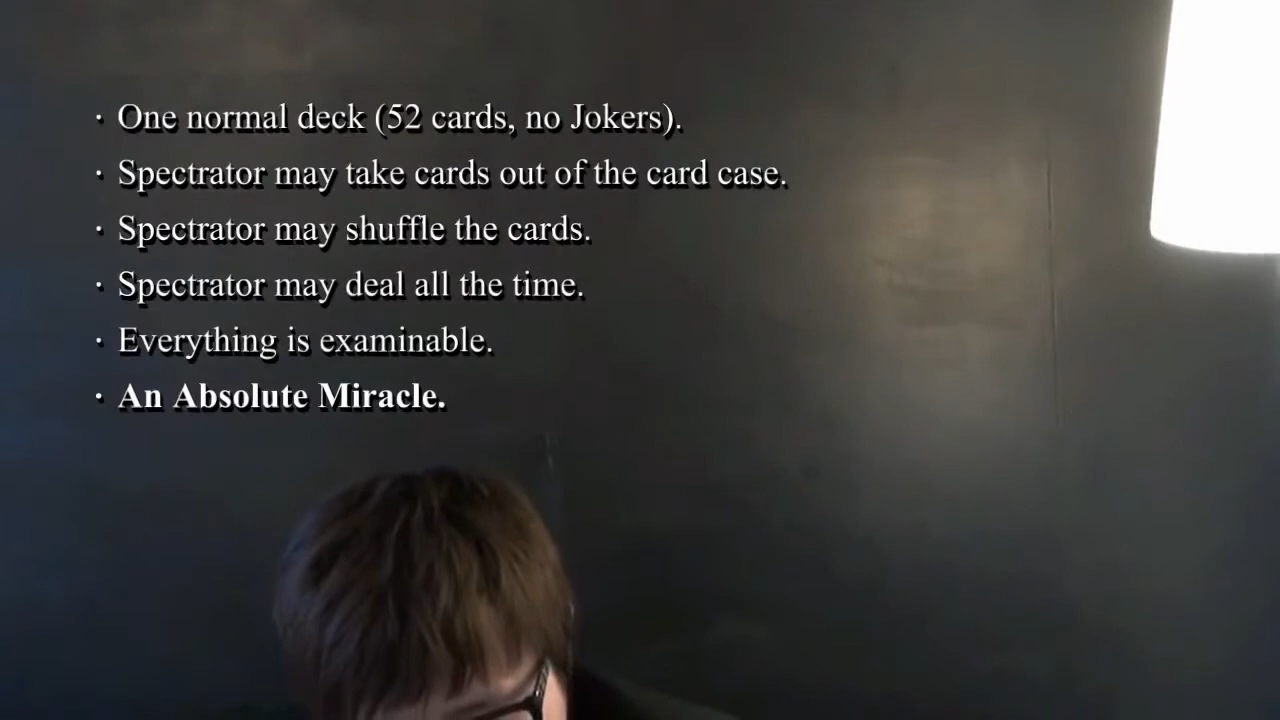 · One normal deck (52 cards, no Jokers).
· Spectrator may take cards out of the card case.
· Spectrator may shuffle the cards.
· Spectrator may deal all the time.
· Everything is examinable.
· An Absolute Miracle.